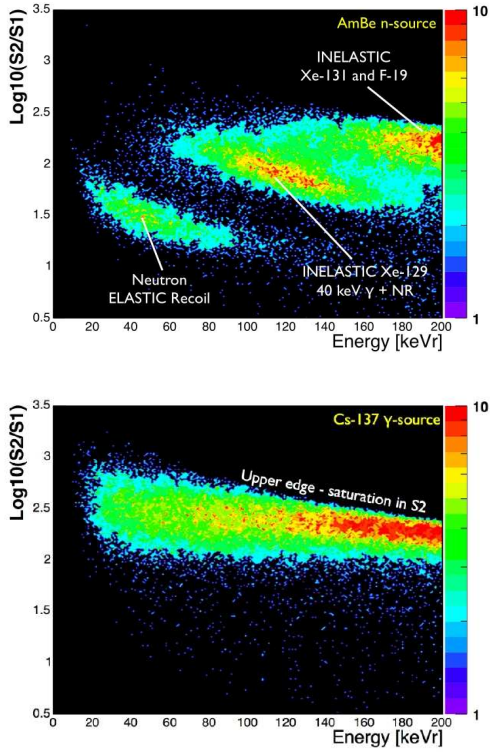 AmBe n-source
10
INELASTIC
Xe-131 and F-19
Neutron
ELASTIC Recoil
INELASTIC Xe-129
40 keV γ + NR
1
Log10(S2/S1)
3.5
3
2.5
2
1.5
1
0.5
0 20 40 60 80 100 120 140 160 180 200
Energy [keVr]
Cs-137 γ-source
10
Upper edge - saturation in S2
1
Log10(S2/S1)
3.5
3
2.5
2
1.5
1
0.5
0 20 40 60 80 100 120 140 160 180 200
Energy [keVr]